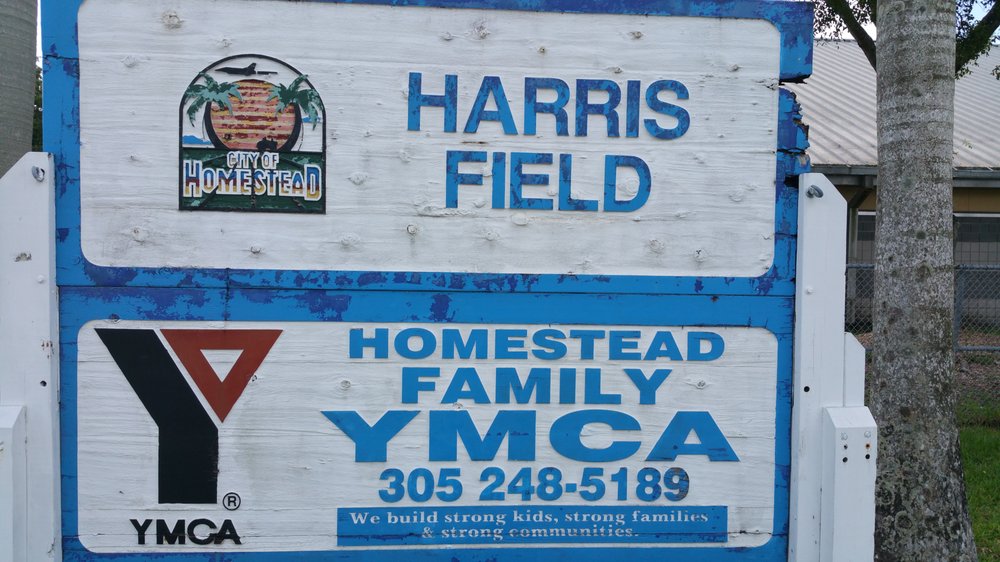 HARRIS
FIELD
CITY OF
HOMESTEAD
HOMESTEAD
FAMILY
YMCA
305 248-5189
We build strong kids, strong families
& strong communities.
®
YMCA